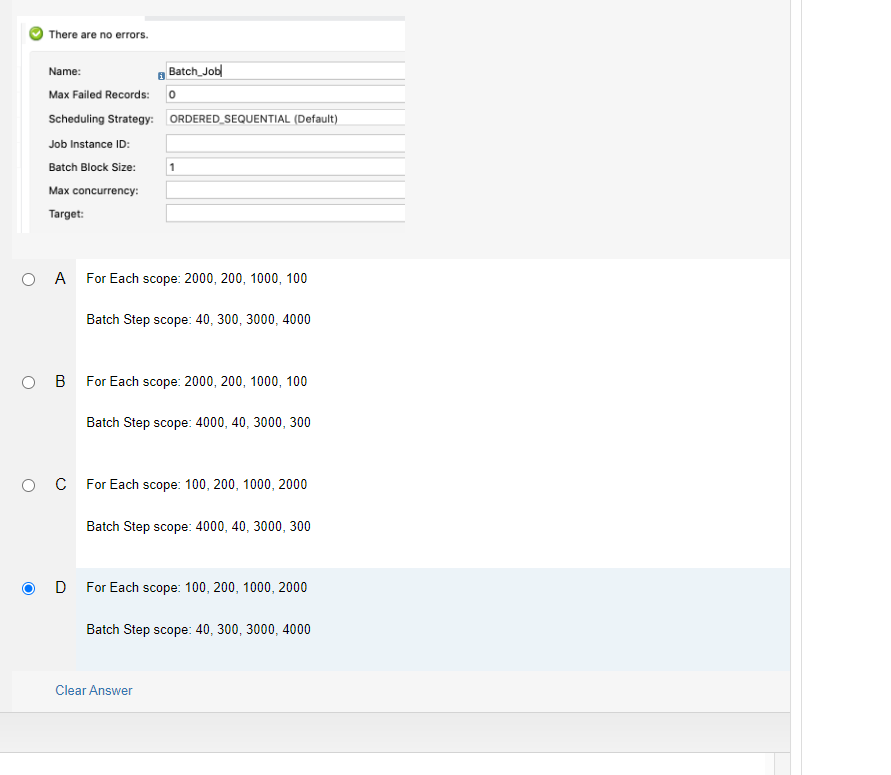 There are no errors.
Name: Batch_Job
Max Failed Records: 0
Scheduling Strategy: ORDERED_SEQUENTIAL (Default)
Job Instance ID:
Batch Block Size: 1
Max concurrency:
Target:
A For Each scope: 2000, 200, 1000, 100
Batch Step scope: 40, 300, 3000, 4000
B For Each scope: 2000, 200, 1000, 100
Batch Step scope: 4000, 40, 3000, 300
C For Each scope: 100, 200, 1000, 2000
Batch Step scope: 4000, 40, 3000, 300
D For Each scope: 100, 200, 1000, 2000
Batch Step scope: 40, 300, 3000, 4000
Clear Answer